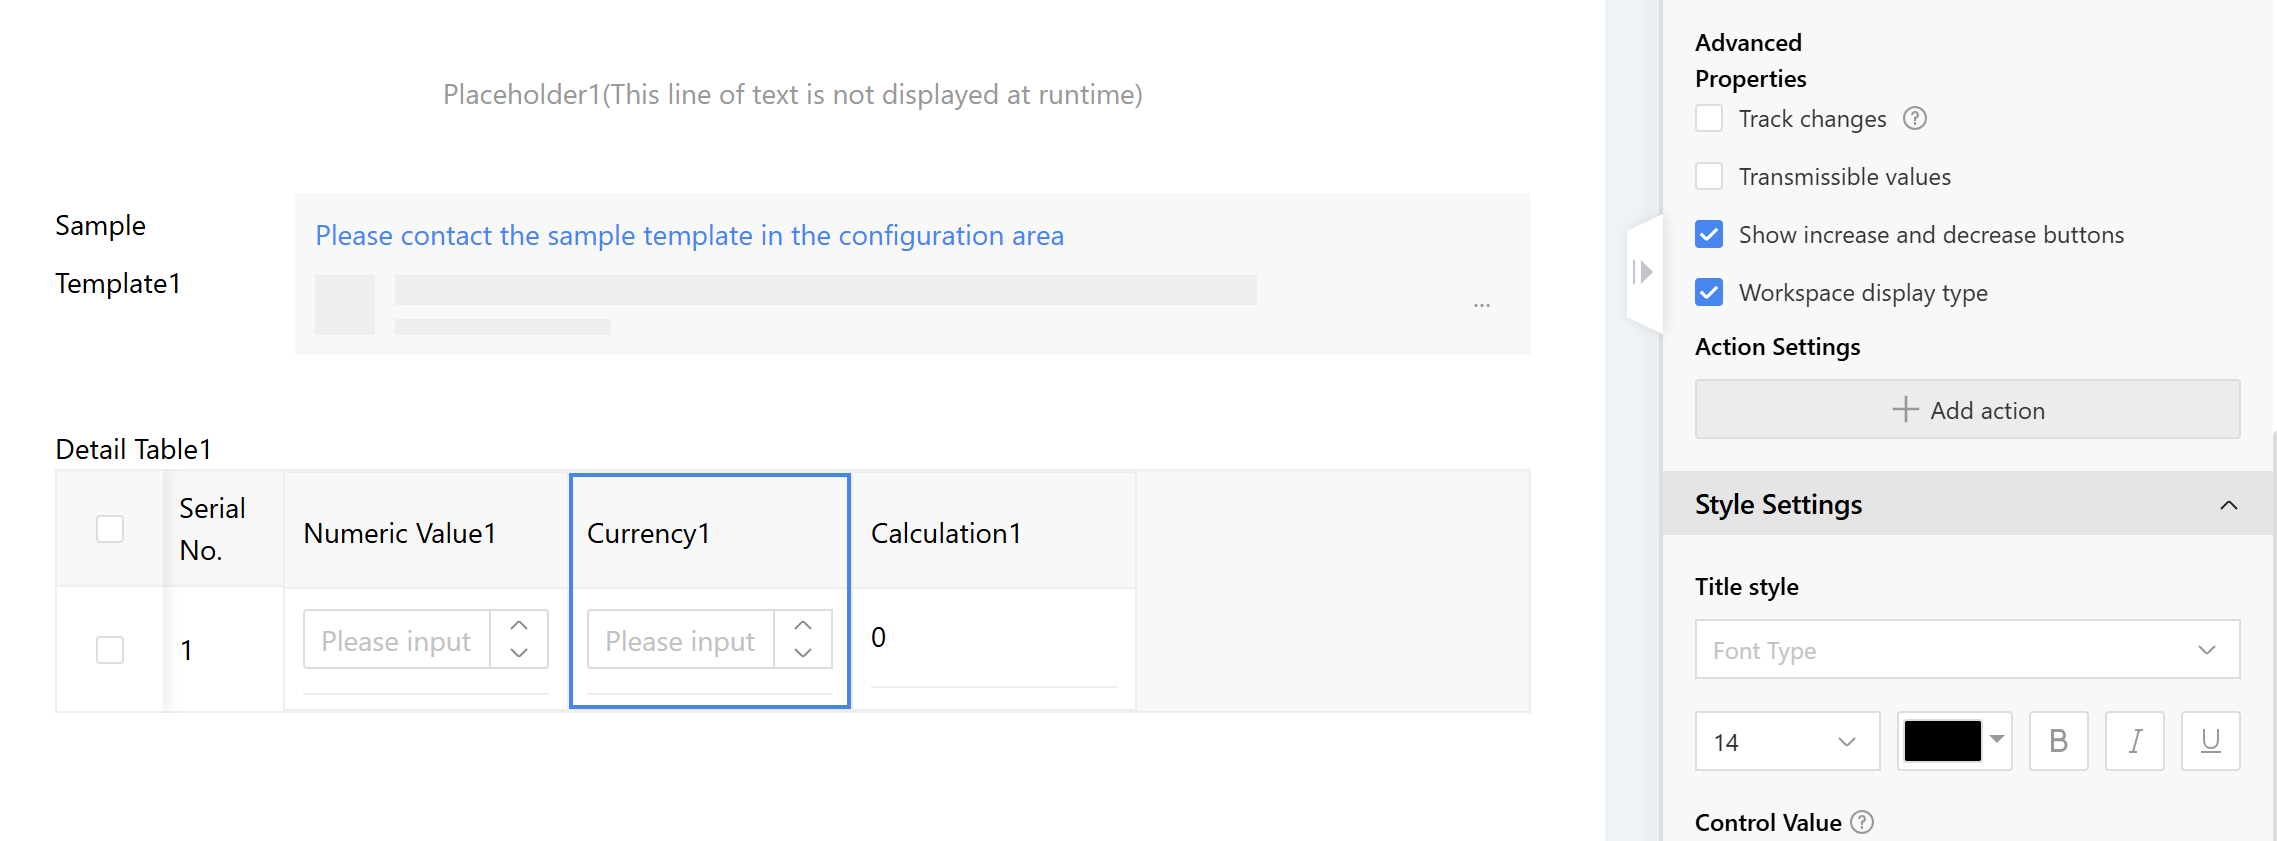 Placeholder1(This line of text is not displayed at runtime)
Sample
Template1
Please contact the sample template in the configuration area
...
Detail Table1
Serial
No.
Numeric Value1
Currency1
Calculation1
1
Please input
Please input
0
Advanced
Properties
Track changes
Transmissible values
Show increase and decrease buttons
Workspace display type
Action Settings
Add action
Style Settings
Title style
Font Type
14
B
I
U
Control Value